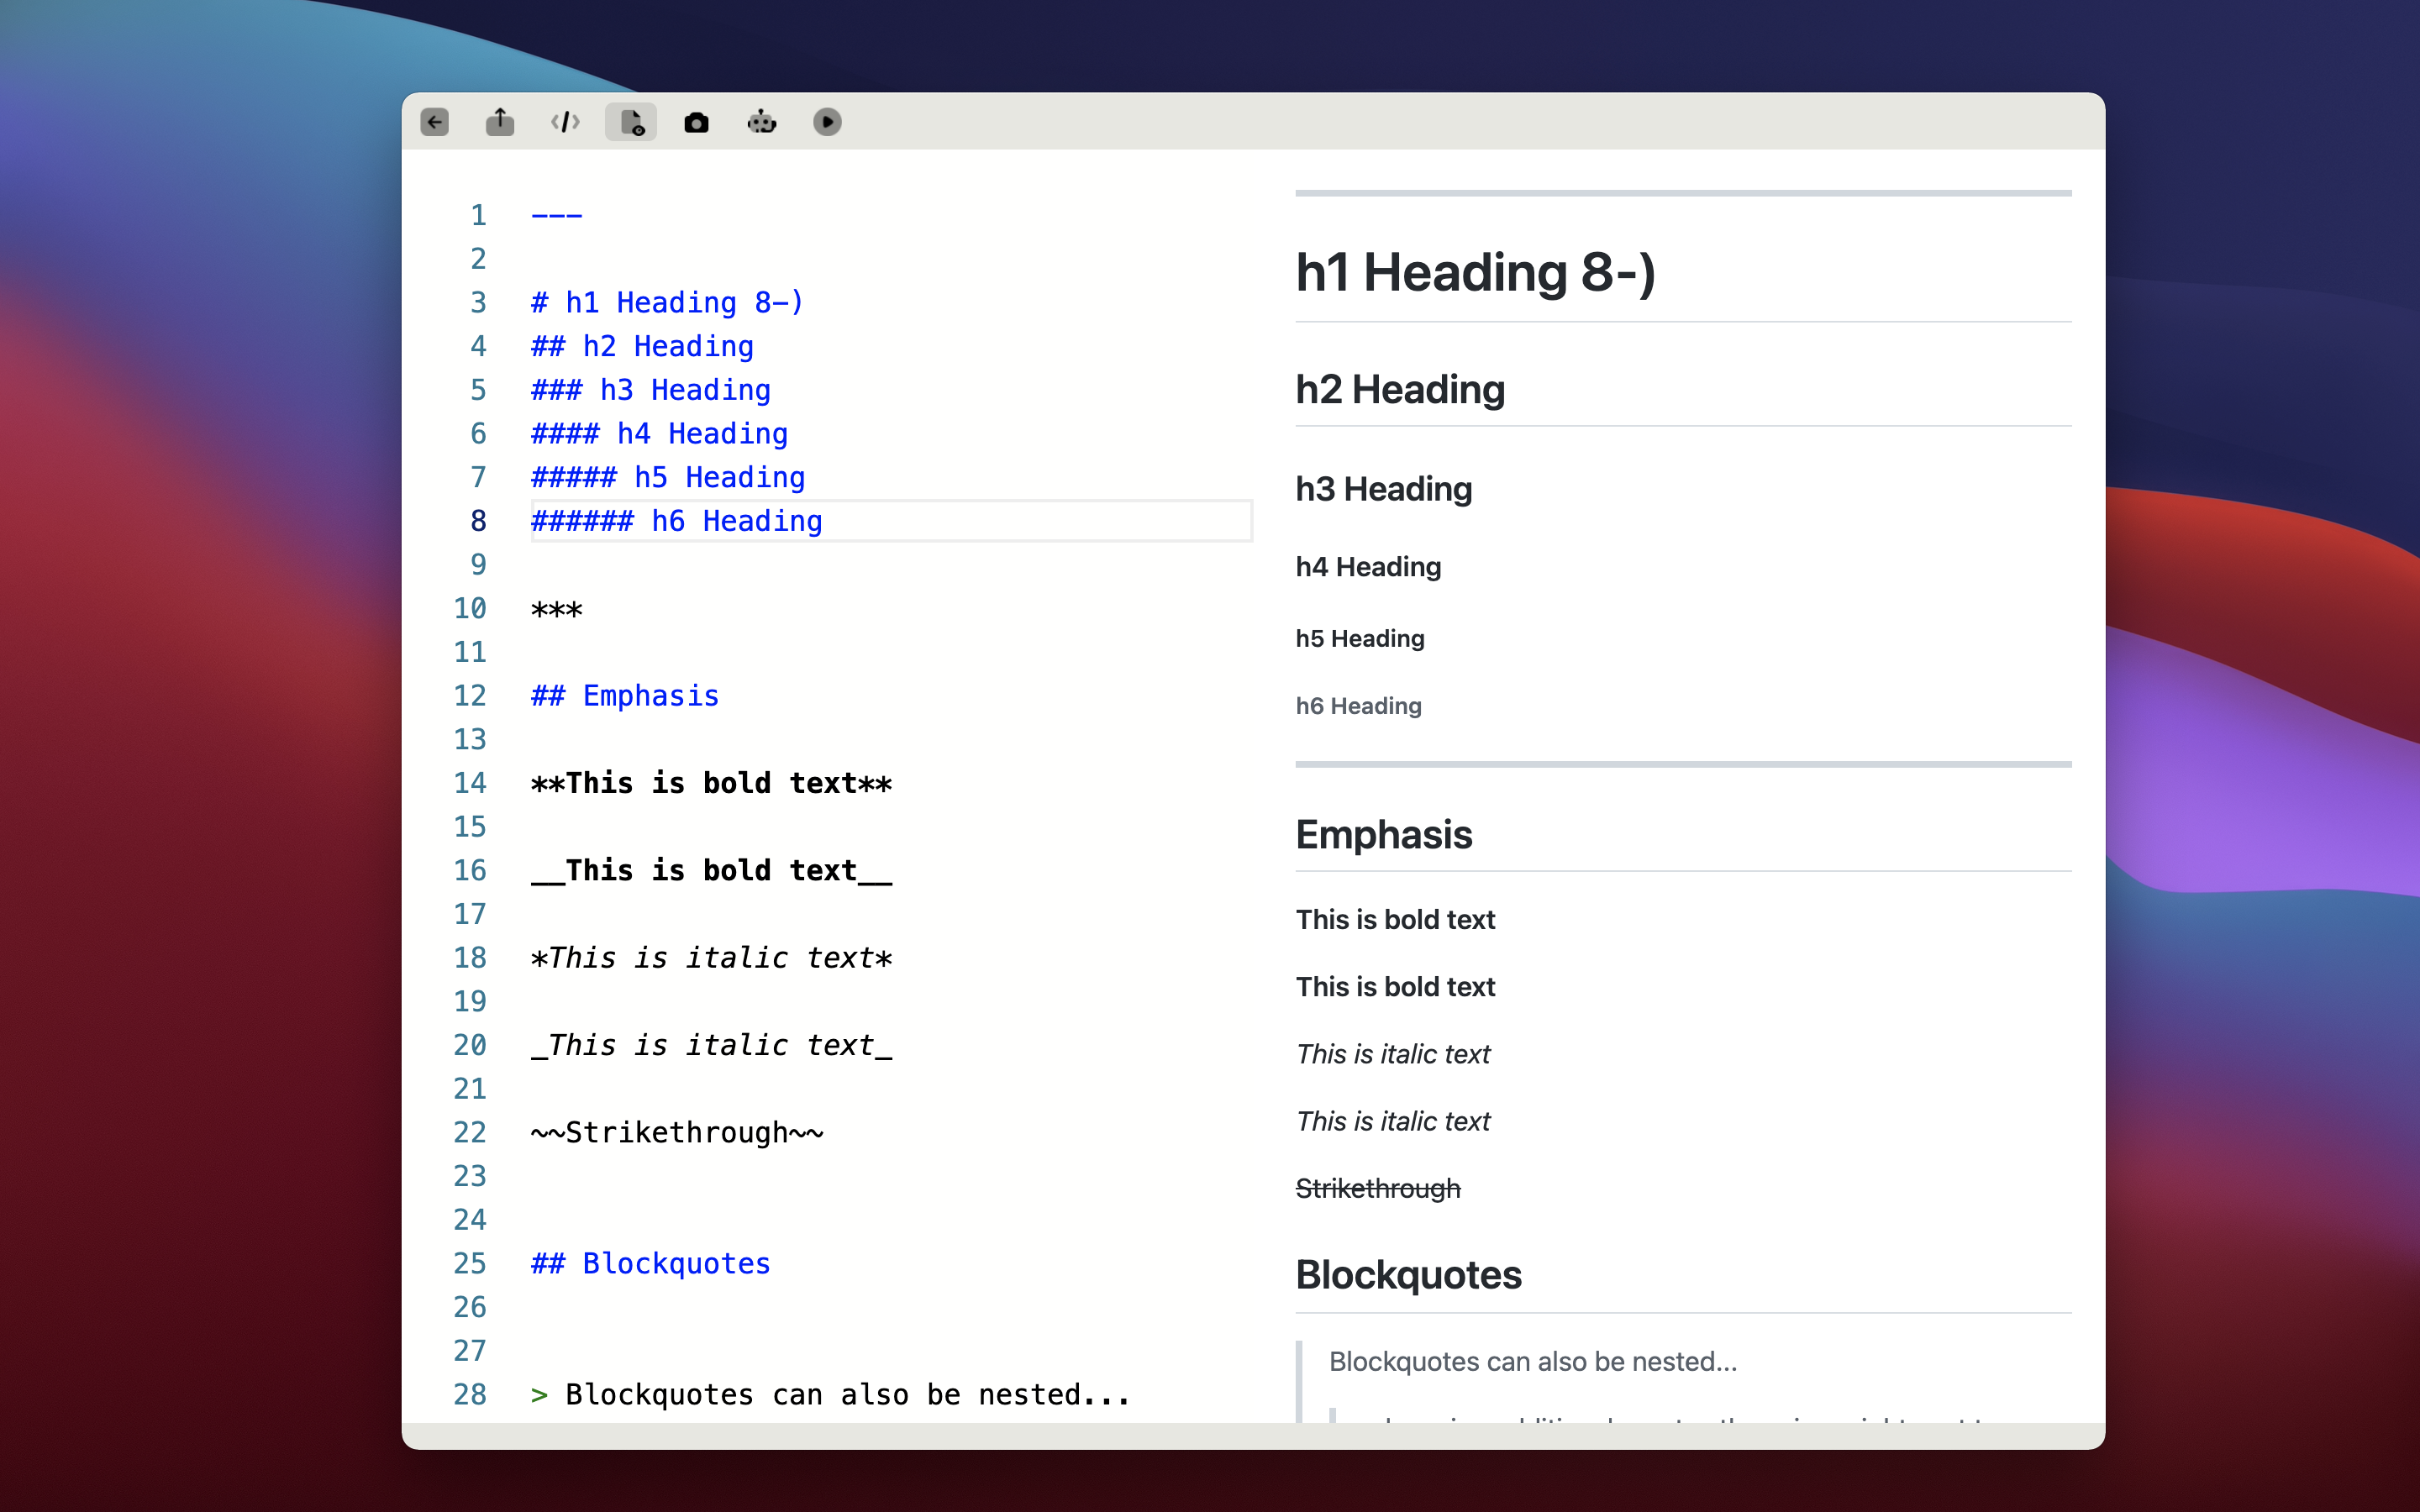 1 ---
2
3 # h1 Heading 8-)
4 ## h2 Heading
5 ### h3 Heading
6 #### h4 Heading
7 ##### h5 Heading
8 ###### h6 Heading
9
10 ***
11
12 ## Emphasis
13
14 **This is bold text**
15
16 __This is bold text__
17
18 *This is italic text*
19
20 _This is italic text_
21
22 ~~Strikethrough~~
23
24
25 ## Blockquotes
26
27
28 > Blockquotes can also be nested...
h1 Heading 8-)
h2 Heading
h3 Heading
h4 Heading
h5 Heading
h6 Heading
Emphasis
This is bold text
This is bold text
This is italic text
This is italic text
Strikethrough
Blockquotes
Blockquotes can also be nested...